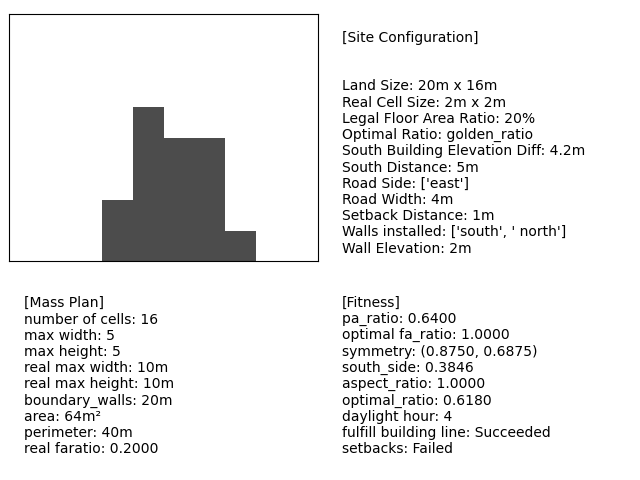 [Site Configuration]
Land Size: 20m x 16m
Real Cell Size: 2m x 2m
Legal Floor Area Ratio: 20%
Optimal Ratio: golden_ratio
South Building Elevation Diff: 4.2m
South Distance: 5m
Road Side: ['east']
Road Width: 4m
Setback Distance: 1m
Walls installed: ['south', ' north']
Wall Elevation: 2m
[Mass Plan]
number of cells: 16
max width: 5
max height: 5
real max width: 10m
real max height: 10m
boundary_walls: 20m
area: 64m²
perimeter: 40m
real faratio: 0.2000
[Fitness]
pa_ratio: 0.6400
optimal fa_ratio: 1.0000
symmetry: (0.8750, 0.6875)
south_side: 0.3846
aspect_ratio: 1.0000
optimal_ratio: 0.6180
daylight hour: 4
fulfill building line: Succeeded
setbacks: Failed